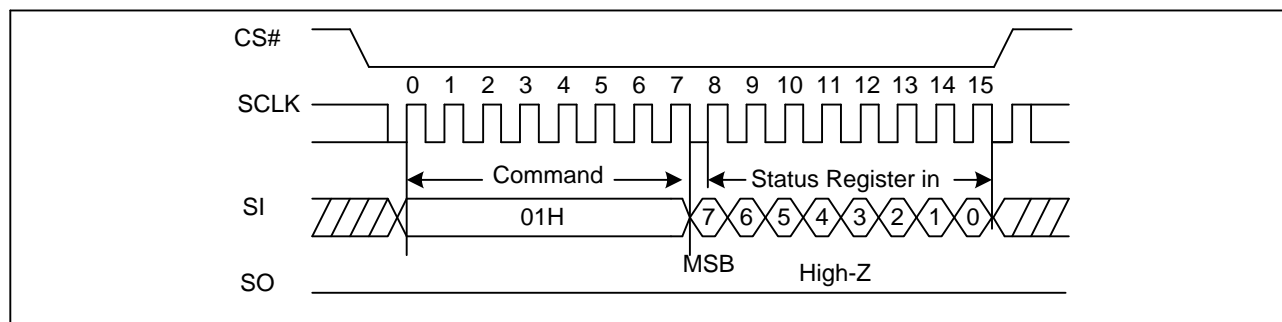 CS#
0 1 2 3 4 5 6 7 8 9 10 11 12 13 14 15
SCLK
Command Status Register in
SI 01H 7 6 5 4 3 2 1 0
MSB High-Z
SO